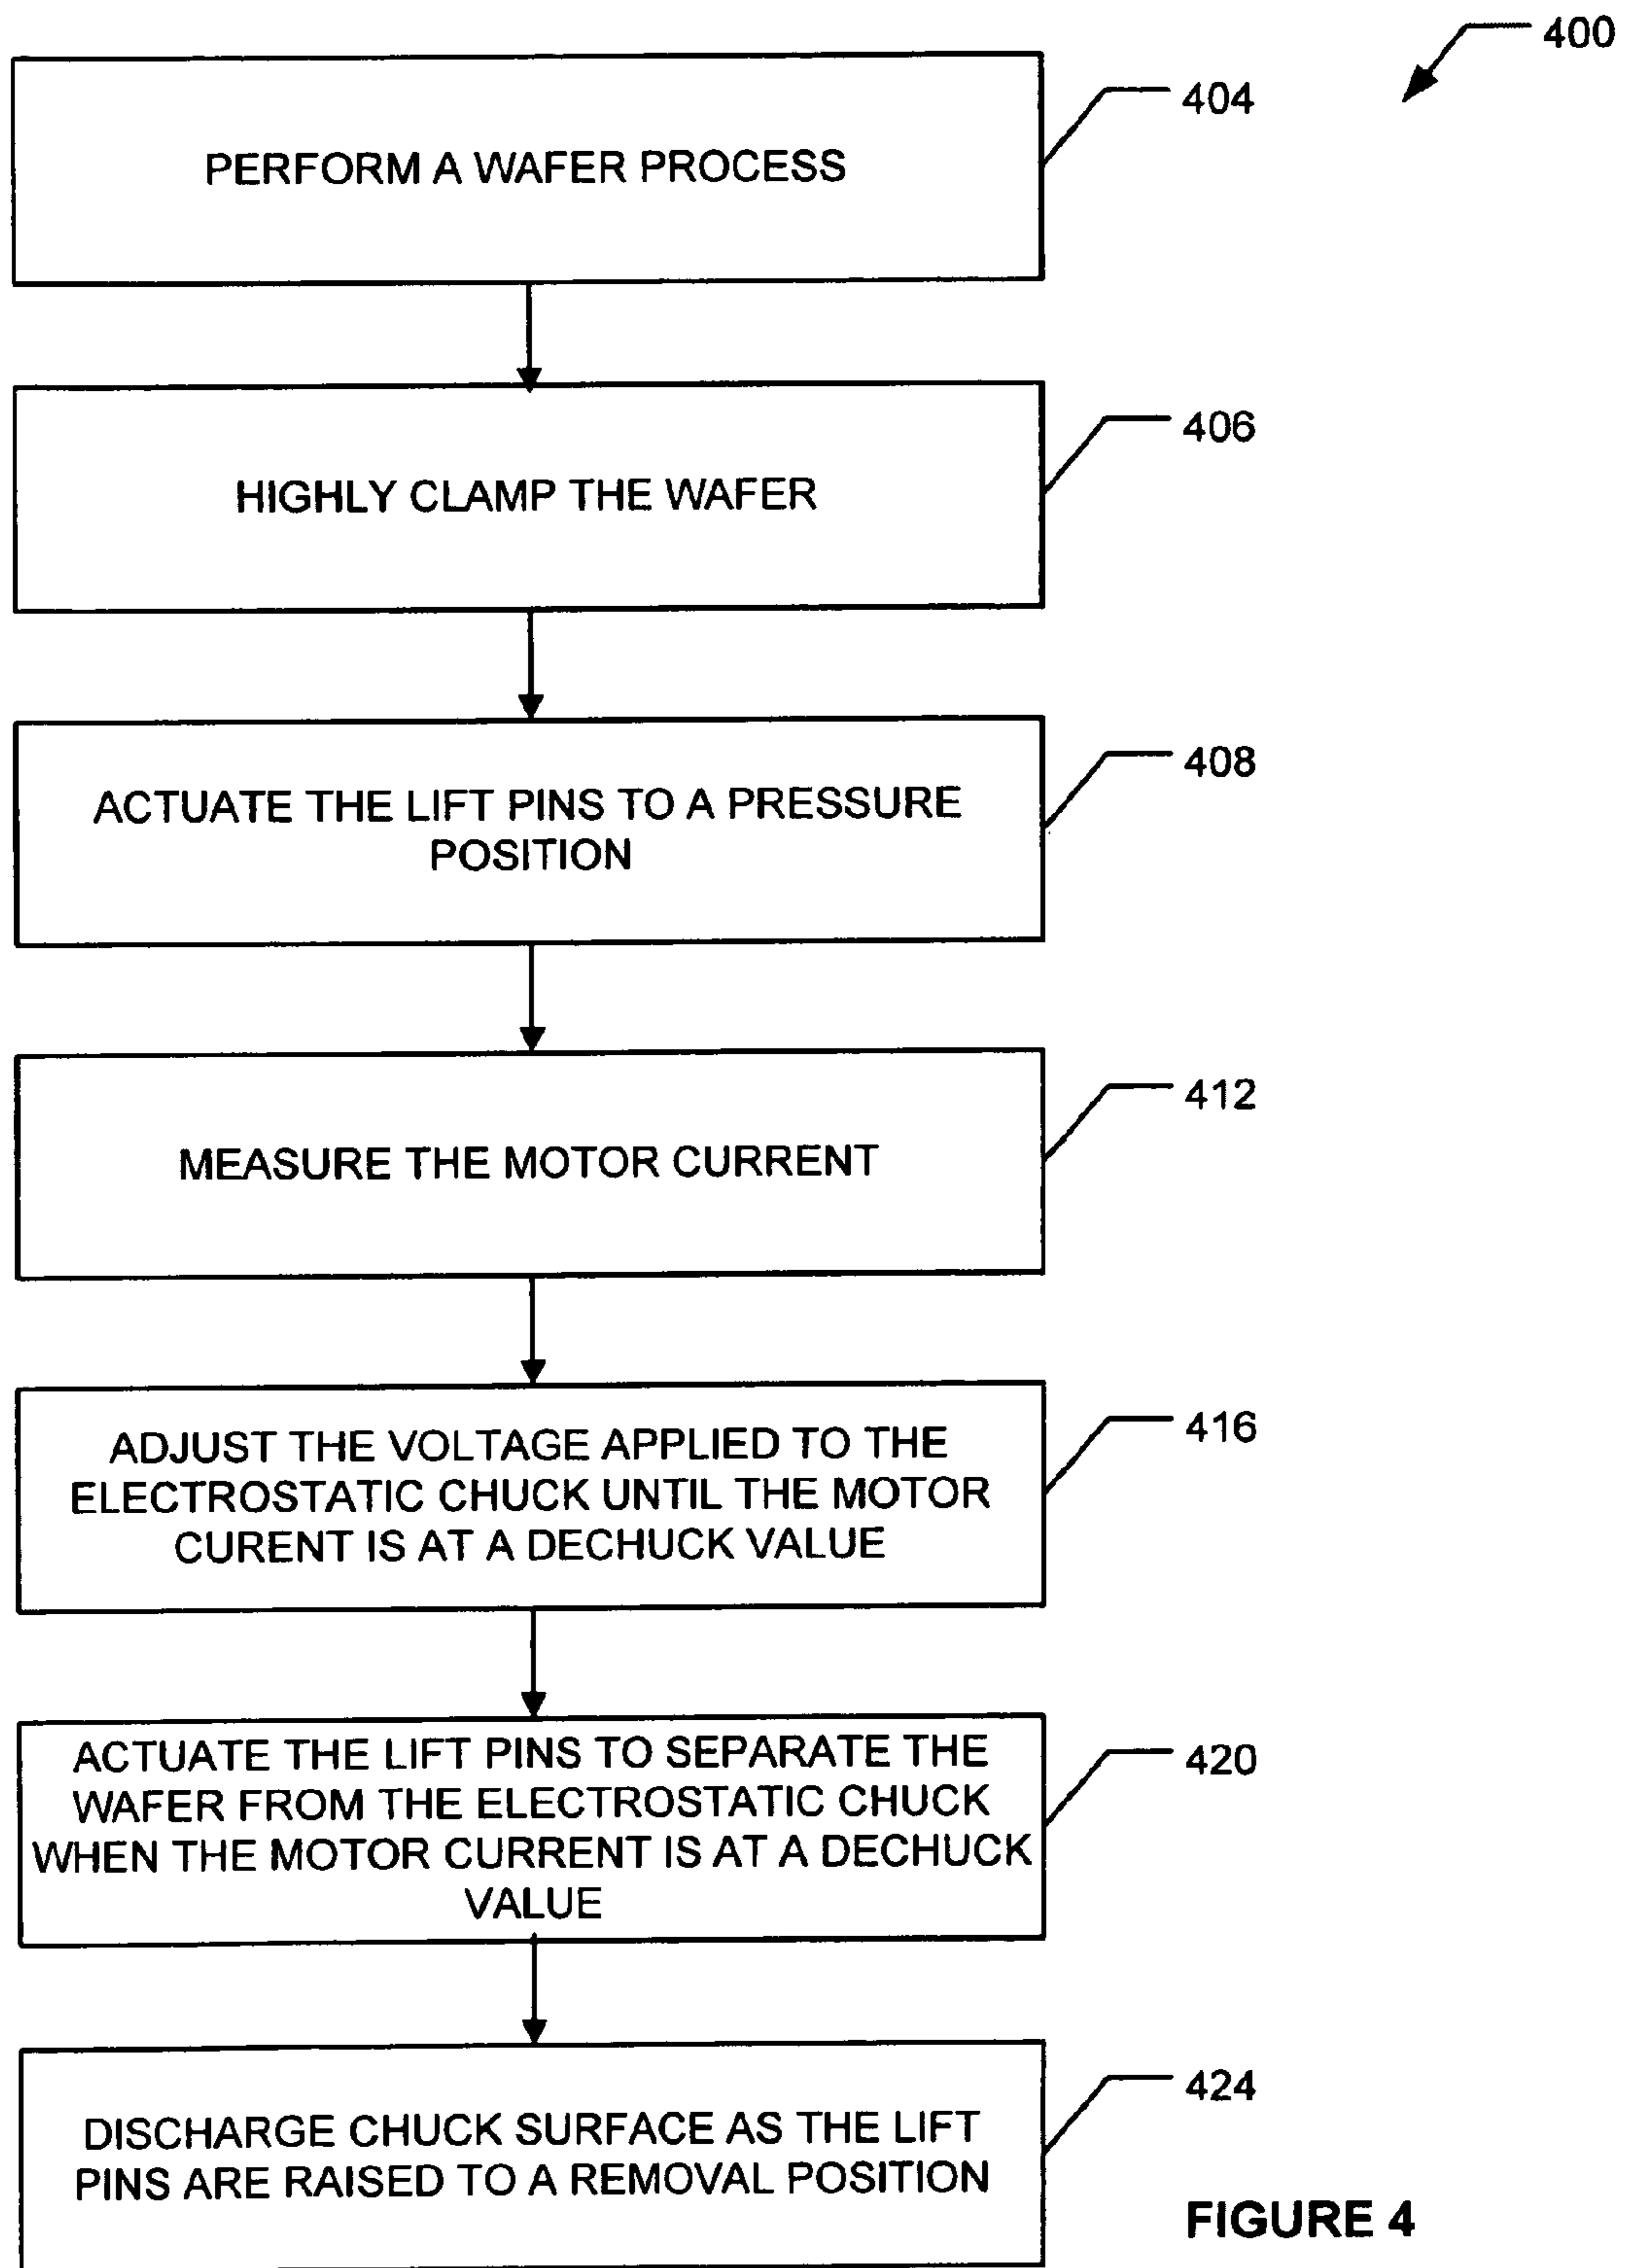 400
PERFORM A WAFER PROCESS
404
HIGHLY CLAMP THE WAFER
406
ACTUATE THE LIFT PINS TO A PRESSURE
POSITION
408
MEASURE THE MOTOR CURRENT
412
ADJUST THE VOLTAGE APPLIED TO THE
ELECTROSTATIC CHUCK UNTIL THE MOTOR
CURENT IS AT A DECHUCK VALUE
416
ACTUATE THE LIFT PINS TO SEPARATE THE
WAFER FROM THE ELECTROSTATIC CHUCK
WHEN THE MOTOR CURRENT IS AT A DECHUCK
VALUE
420
DISCHARGE CHUCK SURFACE AS THE LIFT
PINS ARE RAISED TO A REMOVAL POSITION
424
FIGURE 4